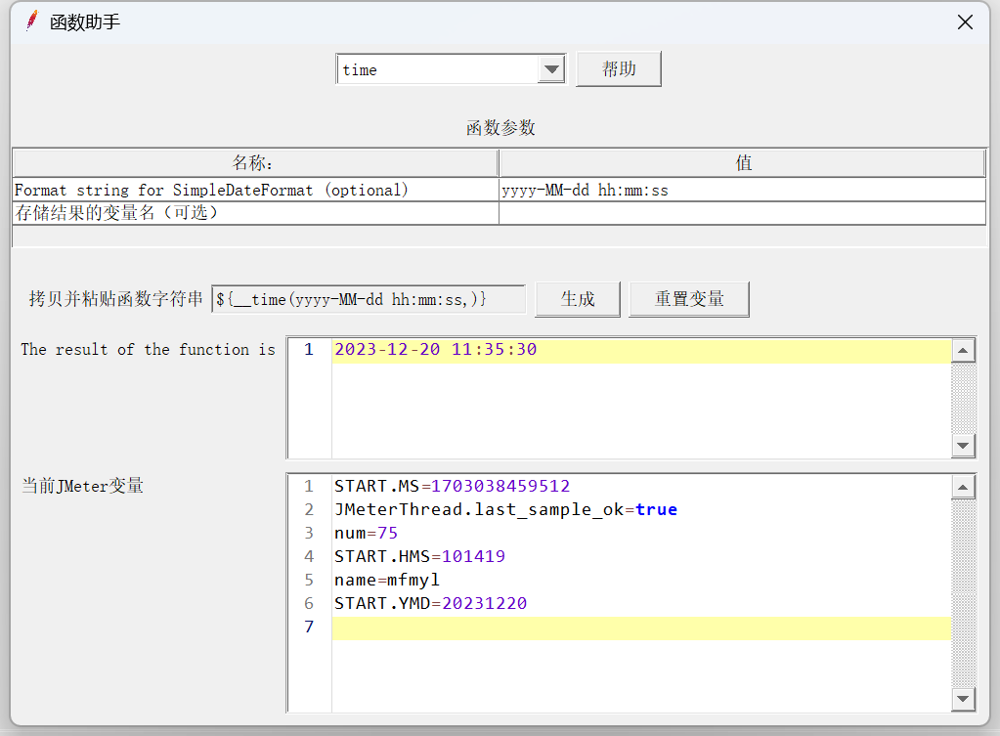 函数助手
time
帮助
函数参数
名称: 值
Format string for SimpleDateFormat (optional) yyyy-MM-dd hh:mm:ss
存储结果的变量名（可选）
拷贝并粘贴函数字符串 ${__time(yyyy-MM-dd hh:mm:ss,)} 生成 重置变量
The result of the function is 1 2023-12-20 11:35:30
当前JMeter变量 1 START.MS=1703038459512
2 JMeterThread.last_sample_ok=true
3 num=75
4 START.HMS=101419
5 name=mfmyl
6 START.YMD=20231220
7